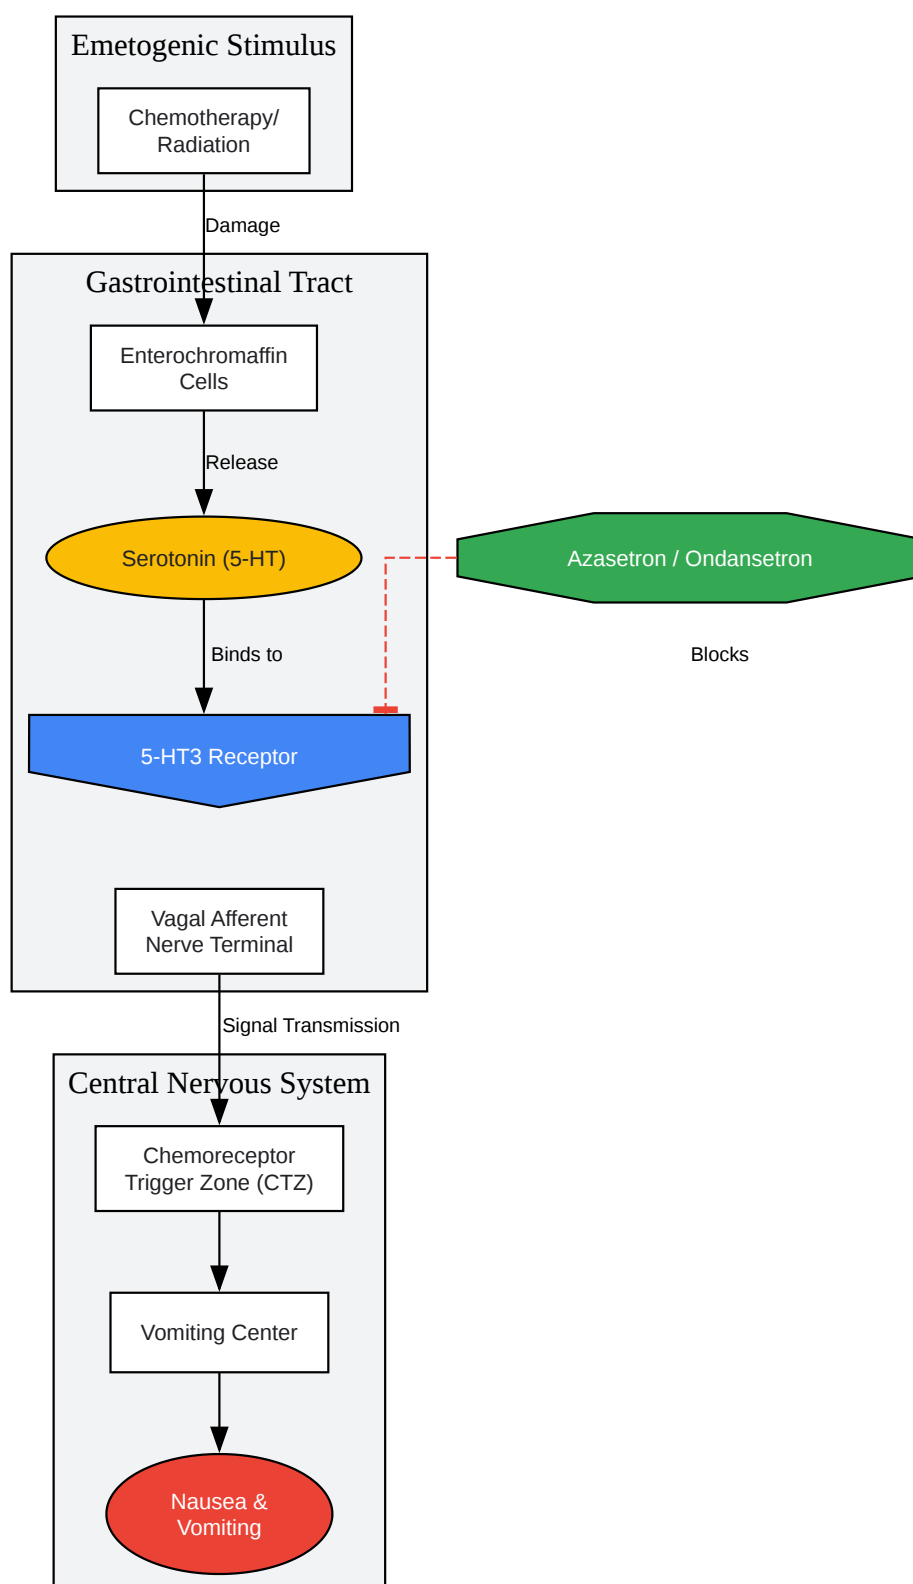 Emetogenic Stimulus
Chemotherapy/
Radiation
Damage
Gastrointestinal Tract
Enterochromaffin
Cells
Release
Serotonin (5-HT)
Azasetron / Ondansetron
Binds to
Blocks
5-HT3 Receptor
Vagal Afferent
Nerve Terminal
Signal Transmission
Central Nervous System
Chemoreceptor
Trigger Zone (CTZ)
Vomiting Center
Nausea &
Vomiting